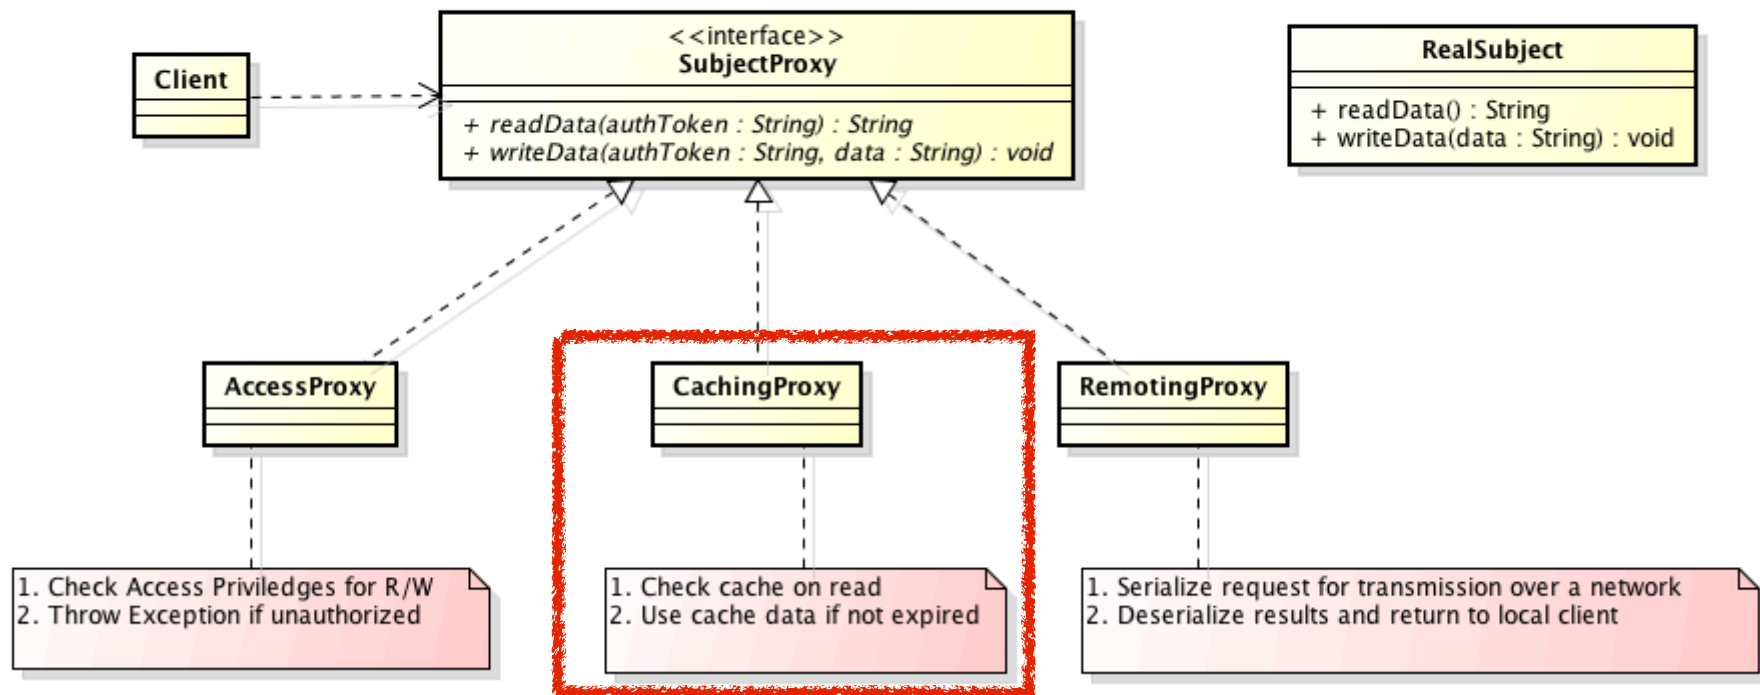 Client
<<interface>>
SubjectProxy
+ readData(authToken : String) : String
+ writeData(authToken : String, data : String) : void
RealSubject
+ readData() : String
+ writeData(data : String) : void
AccessProxy
CachingProxy
RemotingProxy
1. Check Access Priviledges for R/W
2. Throw Exception if unauthorized
1. Check cache on read
2. Use cache data if not expired
1. Serialize request for transmission over a network
2. Deserialize results and return to local client